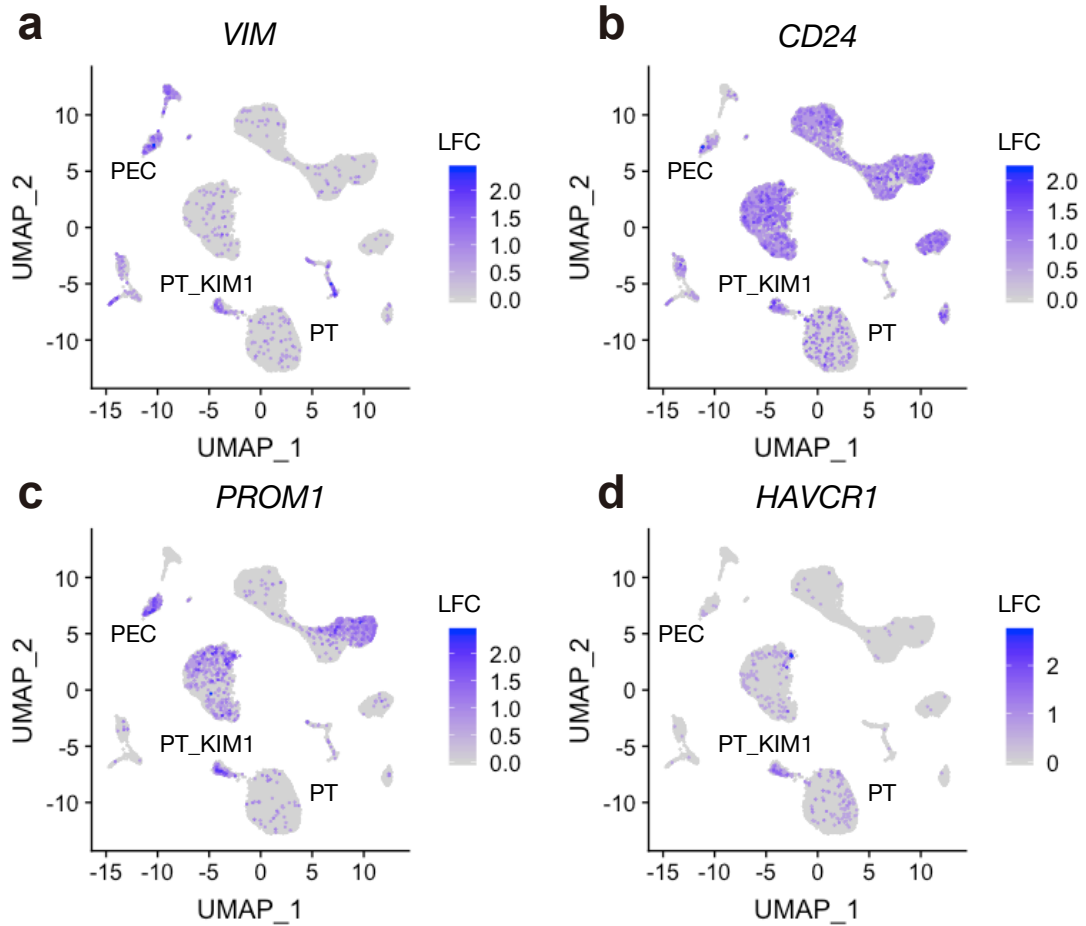 a
VIM
LFC
2.0
1.5
1.0
0.5
0.0
UMAP_2
10
5
0
-5
-10
PEC
PT_KIM1
PT
-15 -10 -5 0 5 10
UMAP_1
b
CD24
LFC
2.0
1.5
1.0
0.5
0.0
UMAP_2
10
5
0
-5
-10
PEC
PT_KIM1
PT
-15 -10 -5 0 5 10
UMAP_1
c
PROM1
LFC
2.0
1.5
1.0
0.5
0.0
UMAP_2
10
5
0
-5
-10
PEC
PT_KIM1
PT
-15 -10 -5 0 5 10
UMAP_1
d
HAVCR1
LFC
2
1
0
UMAP_2
10
5
0
-5
-10
PEC
PT_KIM1
PT
-15 -10 -5 0 5 10
UMAP_1